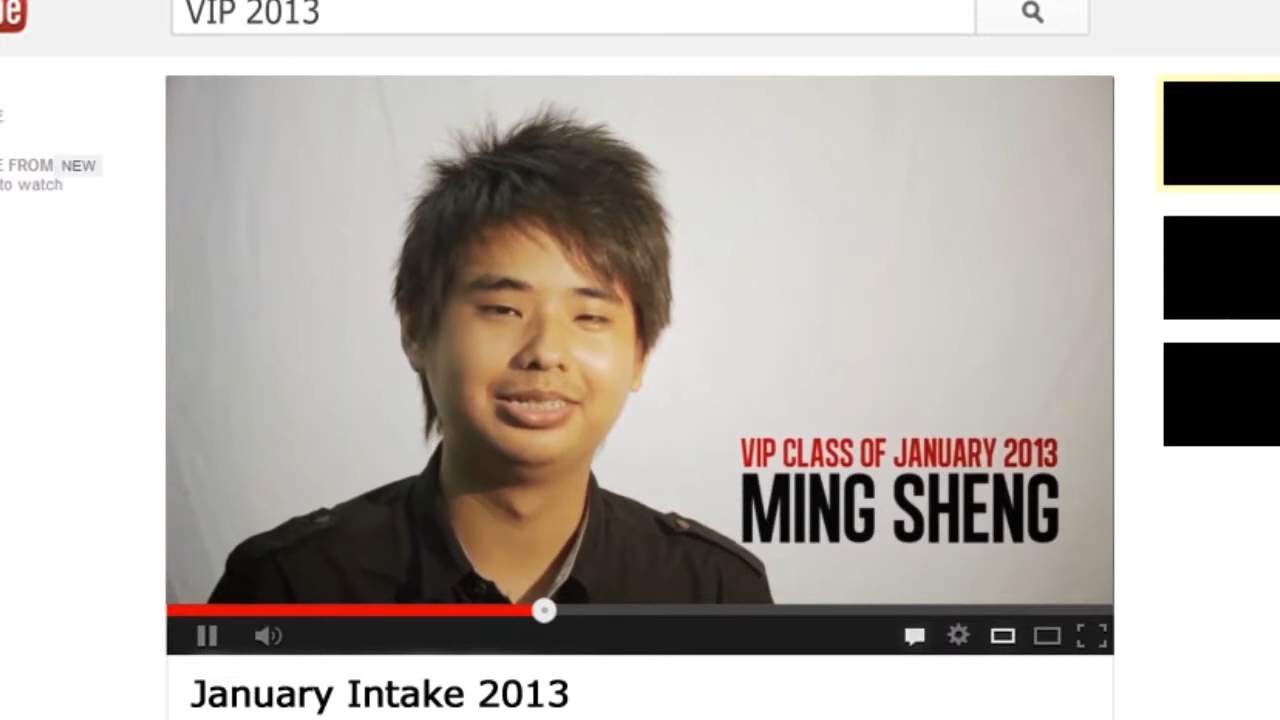 VIP 2013
E FROM NEW
to watch
VIP CLASS OF JANUARY 2013
MING SHENG
January Intake 2013